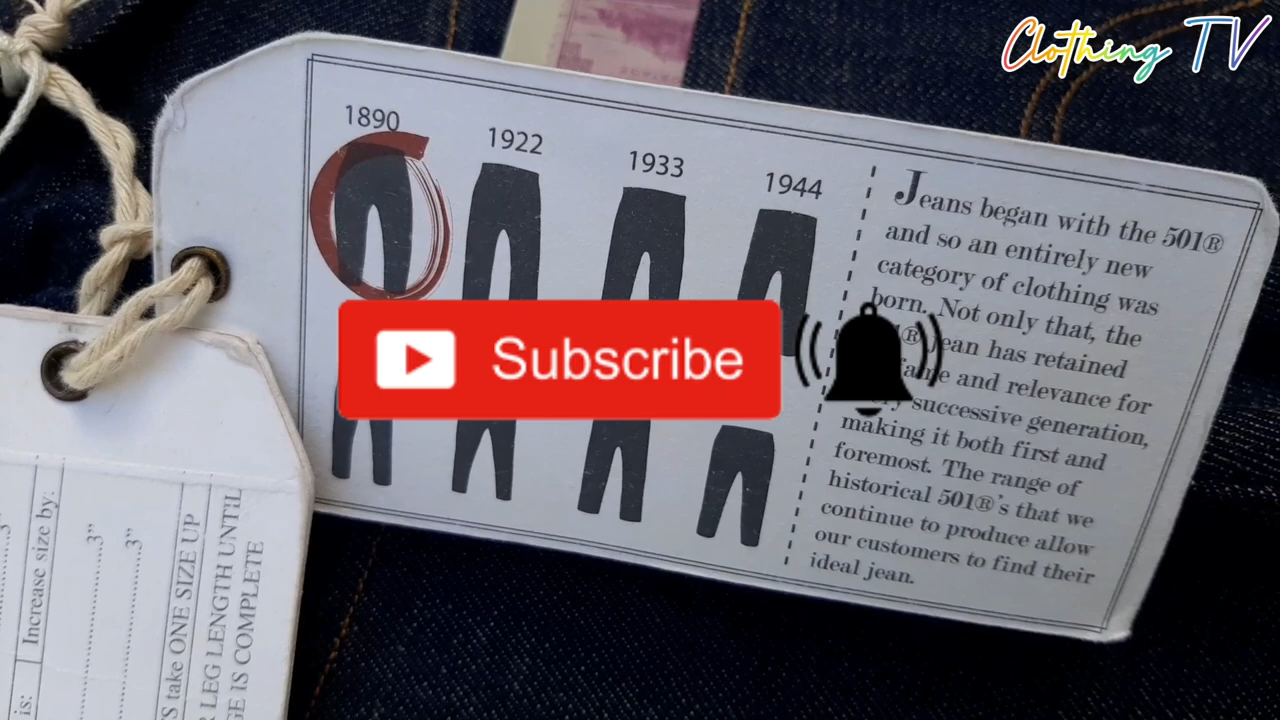 Clothing TV
1890
1922
1933
1944
Jeans began with the 501®
and so an entirely new
category of clothing was
born. Not only that, the
® Jean has retained
and relevance for
successive generation,
making it both first and
foremost. The range of
historical 501®'s that we
continue to produce allow
our customers to find their
ideal jean.
Subscribe
is:
Increase size by:
3"
...3"
...3"
take ONE SIZE UP
LEG LENGTH UNTIL
IS COMPLETE